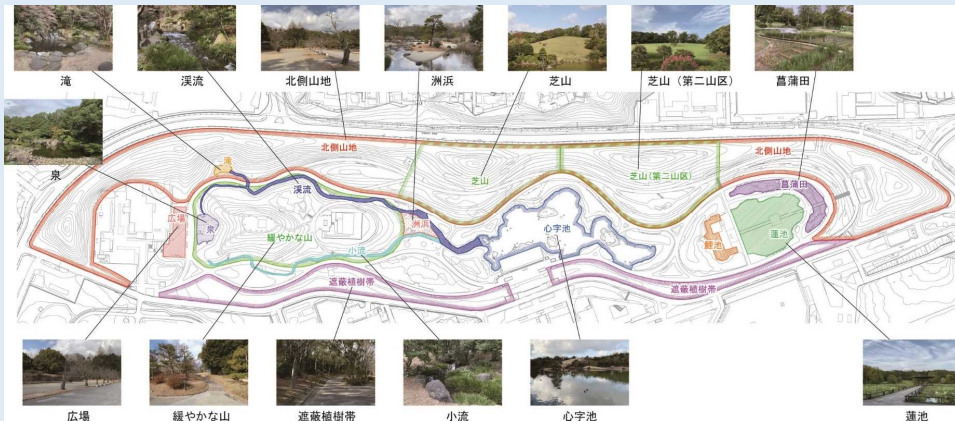 滝
渓流
北側山地
洲浜
芝山
芝山（第二山区）
菖蒲田
泉
北側山地
北側山地
滝
渓流
芝山
芝山(第二山区)
菖蒲田
広場
泉
緩やかな山
洲浜
小流
心字池
鯉池
蓮池
遮蔽植樹帯
遮蔽植樹帯
広場
緩やかな山
遮蔽植樹帯
小流
心字池
蓮池